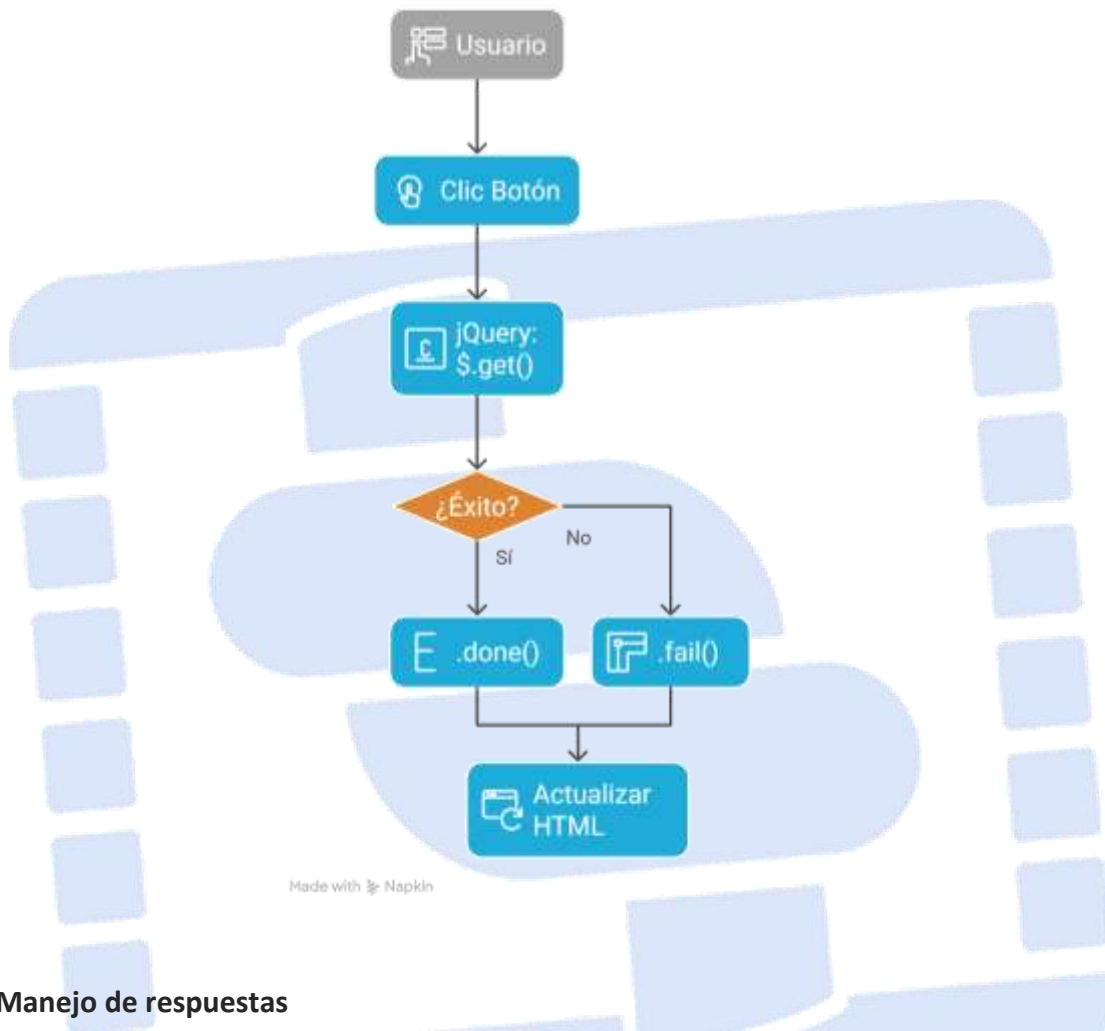 Usuario
Clic Botón
jQuery:
$.get()
¿Éxito?
No
Sí
.done()
.fail()
Actualizar
HTML
Made with Napkin
Manejo de respuestas